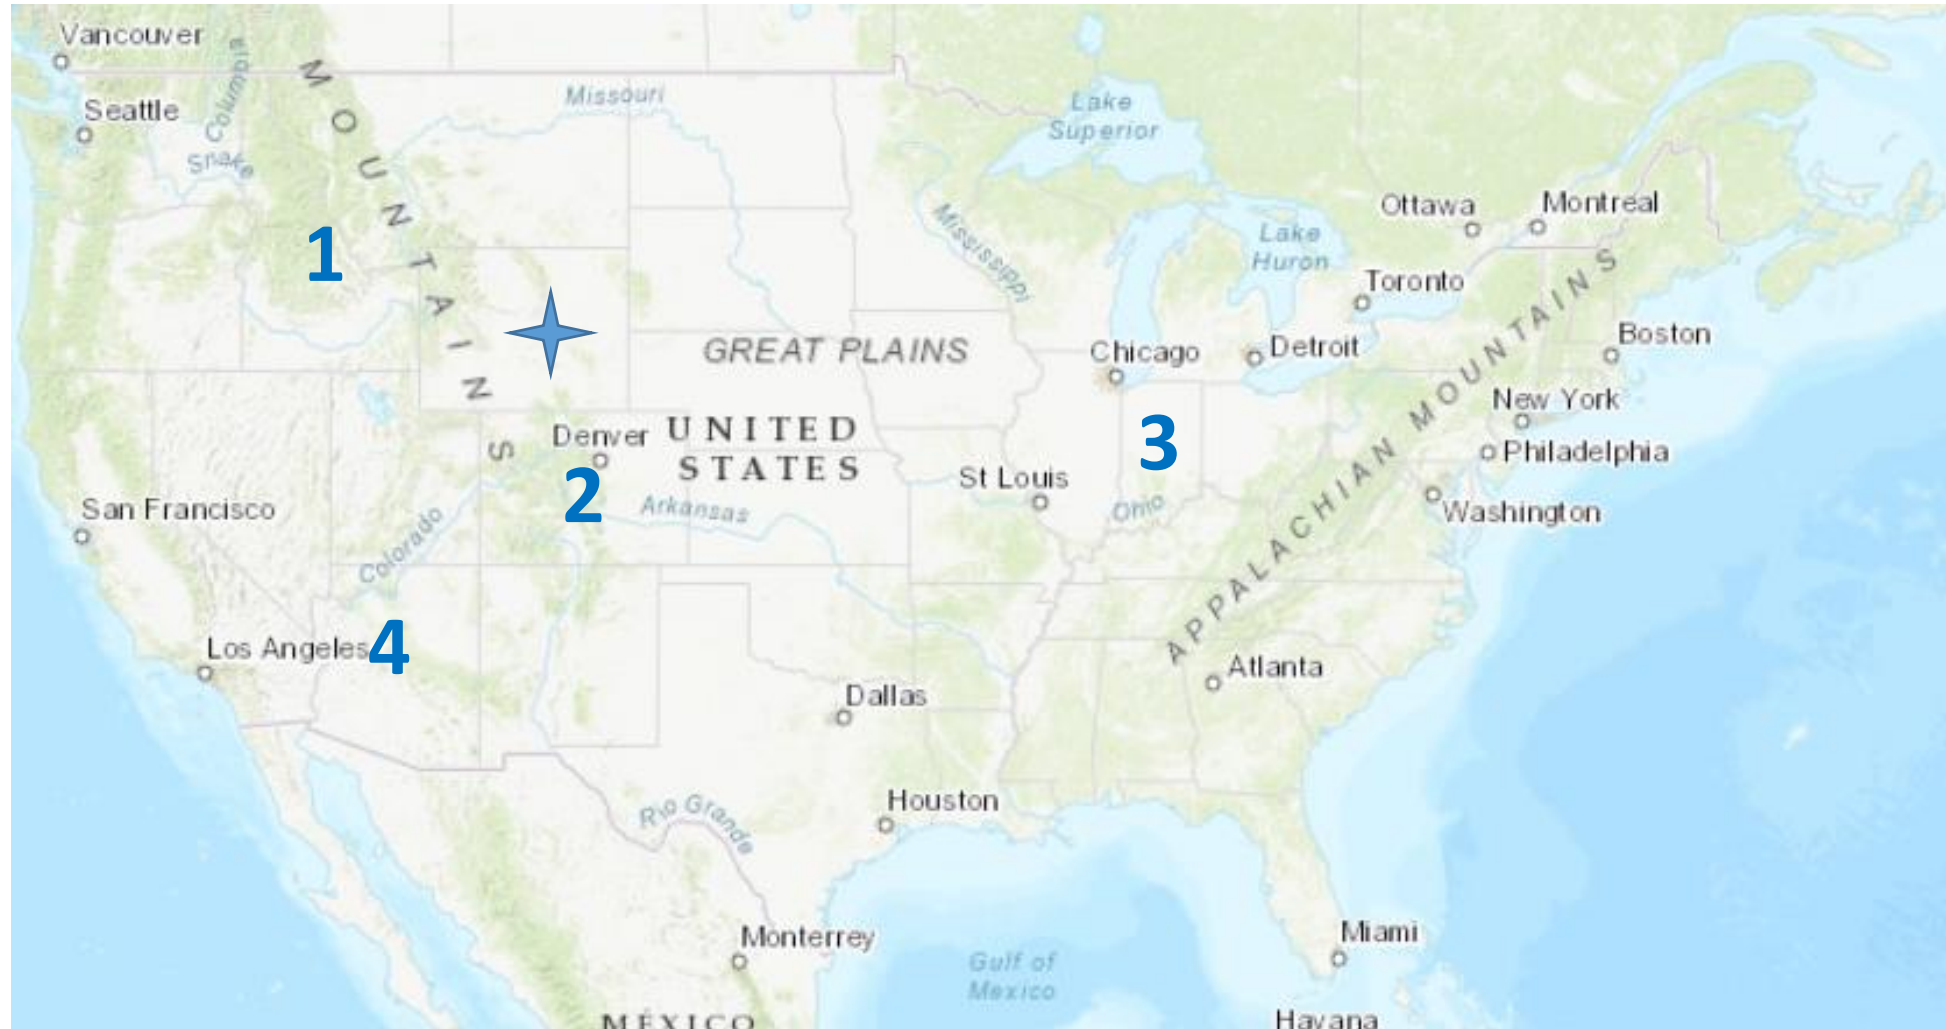 Vancouver
Columbia
MOUNTAINS
Seattle
Snake
Missouri
Lake
Superior
Mississippi
Ottawa
Montreal
Lake
Huron
Toronto
1
GREAT PLAINS
Chicago
Detroit
Boston
New York
Denver
UNITED
STATES
3
Philadelphia
APPALACHIAN MOUNTAINS
St Louis
2
San Francisco
Arkansas
Ohio
Washington
Colorado
Los Angeles
4
Atlanta
Dallas
Houston
Rio Grande
Monterrey
Miami
Gulf of
Mexico
MÉXICO
Havana